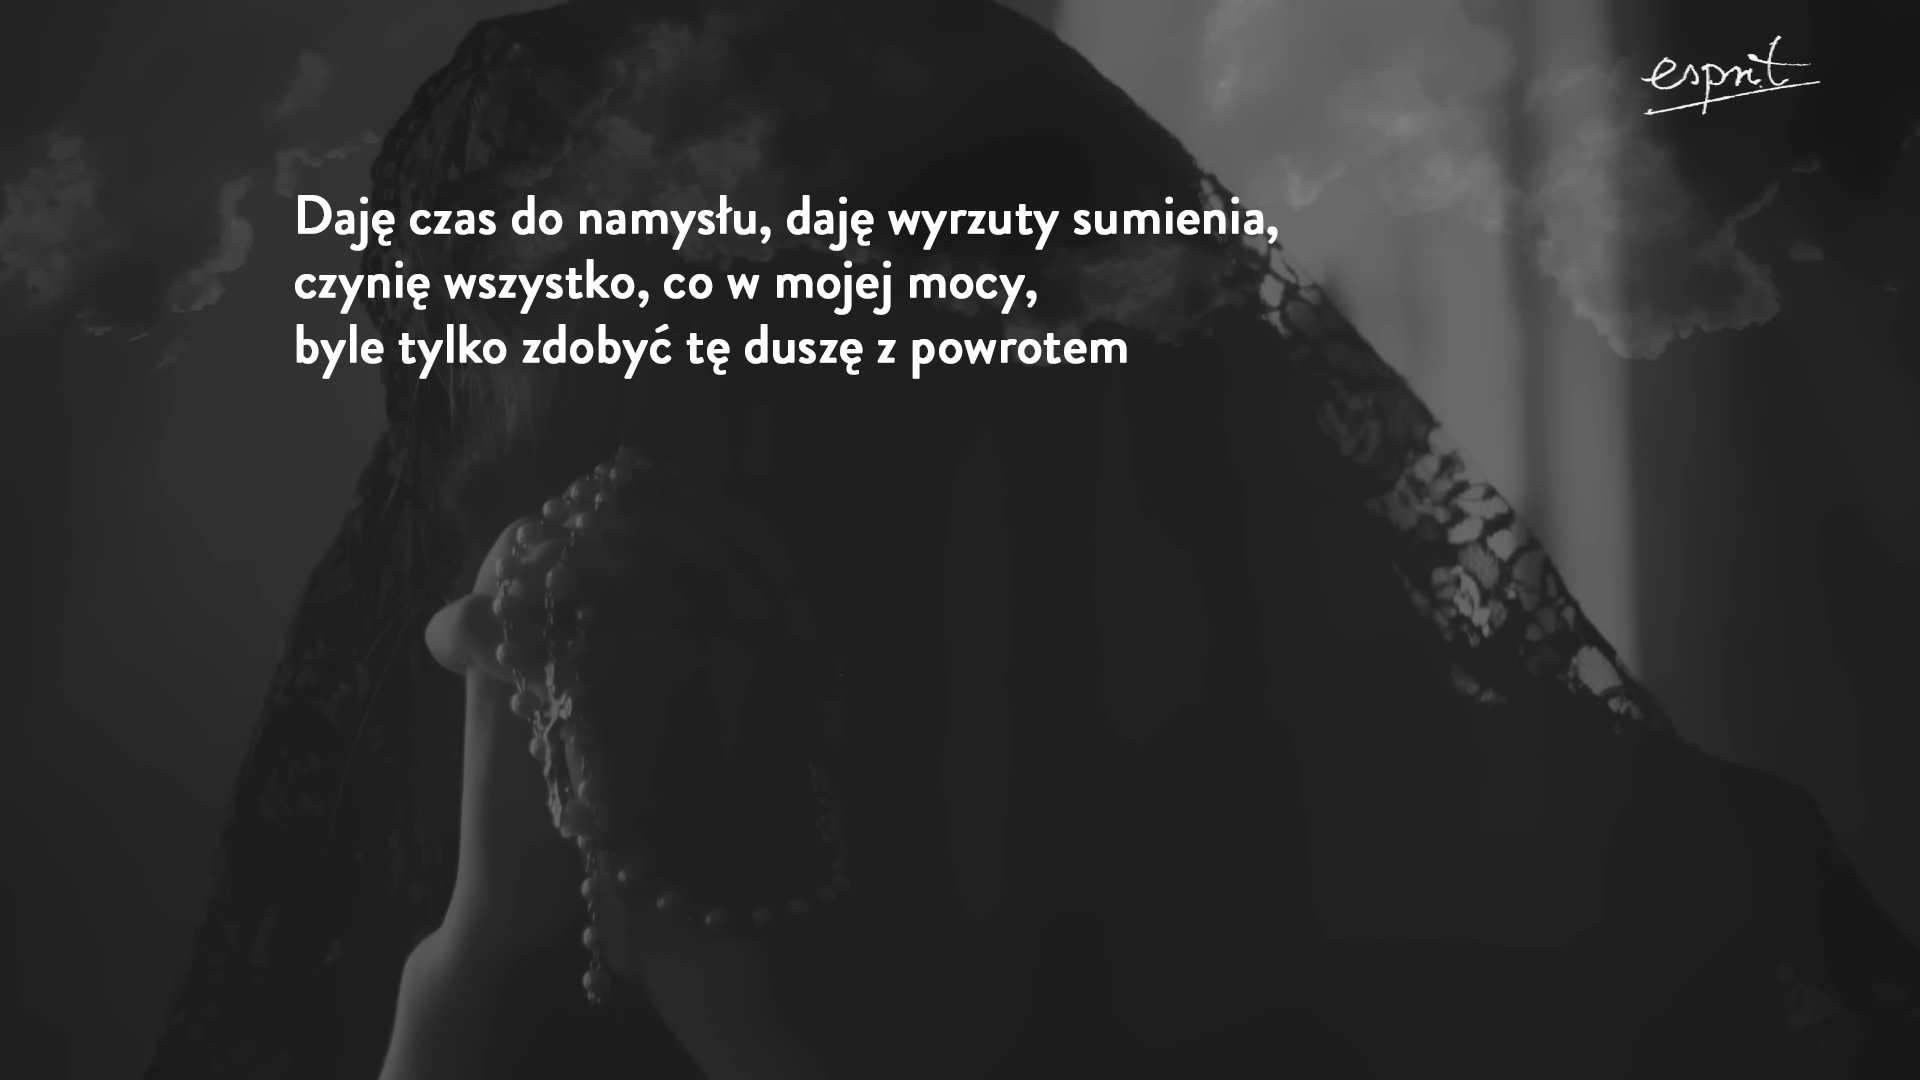 esprit
Daję czas do namysłu, daję wyrzuty sumienia,
czynię wszystko, co w mojej mocy,
byle tylko zdobyć tę duszę z powrotem